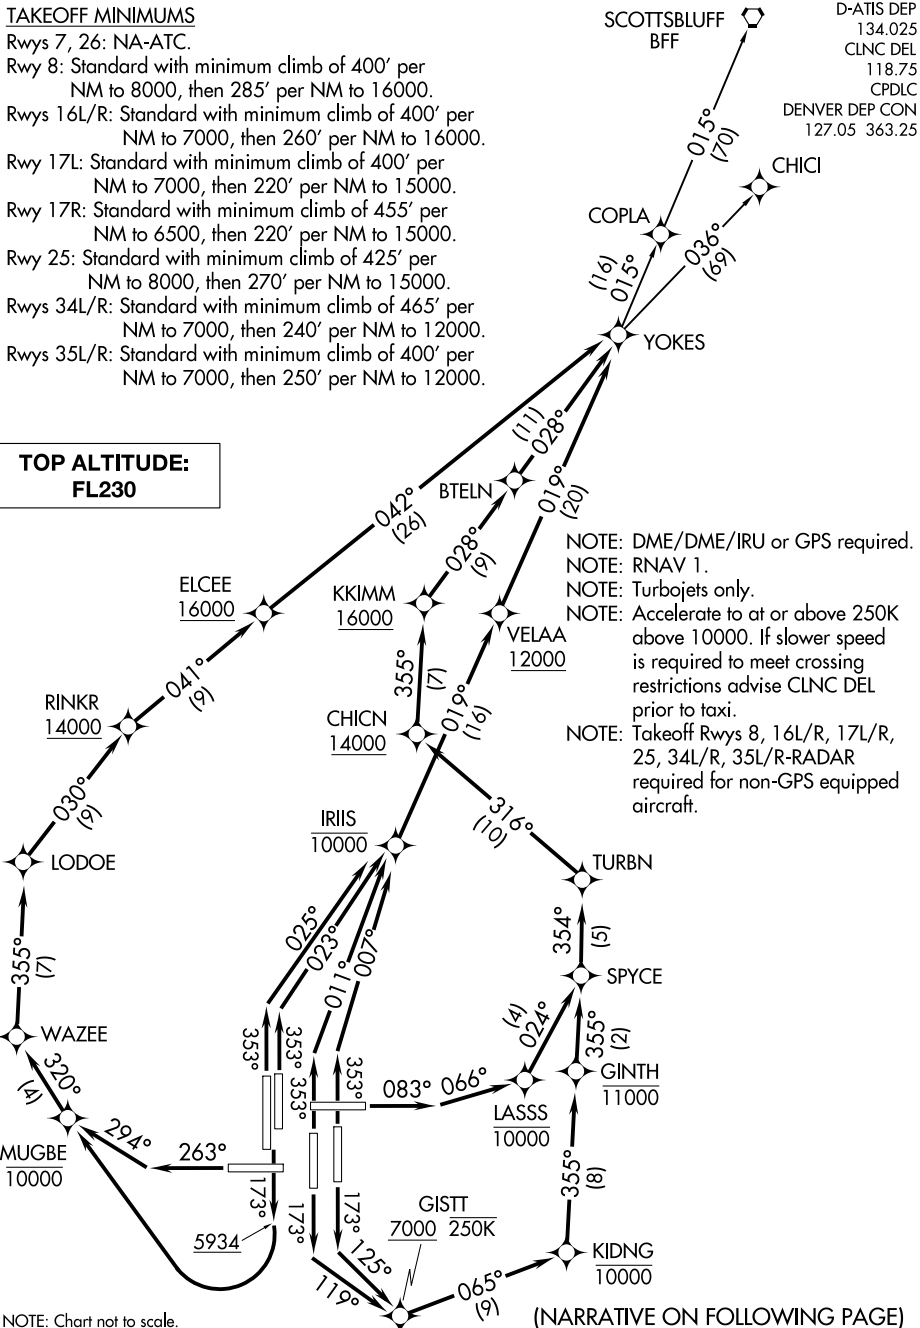 TAKEOFF MINIMUMS
Rwys 7, 26: NA-ATC.
Rwy 8: Standard with minimum climb of 400' per
NM to 8000, then 285' per NM to 16000.
Rwys 16L/R: Standard with minimum climb of 400' per
NM to 7000, then 260' per NM to 16000.
Rwy 17L: Standard with minimum climb of 400' per
NM to 7000, then 220' per NM to 15000.
Rwy 17R: Standard with minimum climb of 455' per
NM to 6500, then 220' per NM to 15000.
Rwy 25: Standard with minimum climb of 425' per
NM to 8000, then 270' per NM to 15000.
Rwys 34L/R: Standard with minimum climb of 465' per
NM to 7000, then 240' per NM to 12000.
Rwys 35L/R: Standard with minimum climb of 400' per
NM to 7000, then 250' per NM to 12000.
TOP ALTITUDE:
FL230
D-ATIS DEP
134.025
CLNC DEL
118.75
CPDLC
DENVER DEP CON
127.05 363.25
SCOTTSBLUFF
BFF
015°
(70)
CHICI
COPLA
036°
(69)
(16)
015°
YOKES
(11)
028°
BTELN
019°
(20)
042°
(26)
028°
(9)
NOTE: DME/DME/IRU or GPS required.
NOTE: RNAV 1.
NOTE: Turbojets only.
NOTE: Accelerate to at or above 250K
above 10000. If slower speed
is required to meet crossing
restrictions advise CLNC DEL
prior to taxi.
NOTE: Takeoff Rwys 8, 16L/R, 17L/R,
25, 34L/R, 35L/R-RADAR
required for non-GPS equipped
aircraft.
ELCEE
16000
KKIMM
16000
VELAA
12000
041°
(9)
355°
(7)
019°
(16)
RINKR
14000
CHICN
14000
030°
(9)
316°
(10)
IRIIS
10000
LODOE
TURBN
025°
023°
011°
007°
354°
(5)
355°
(7)
SPYCE
(4)
024°
355°
(2)
WAZEE
353°
353°
353°
353°
083°
066°
GINTH
11000
320°
(4)
LASSS
10000
MUGBE
10000
294°
263°
355°
(8)
173°
173°
173°
5934
GISTT
7000 250K
125°
119°
KIDNG
10000
065°
(9)
NOTE: Chart not to scale.
(NARRATIVE ON FOLLOWING PAGE)